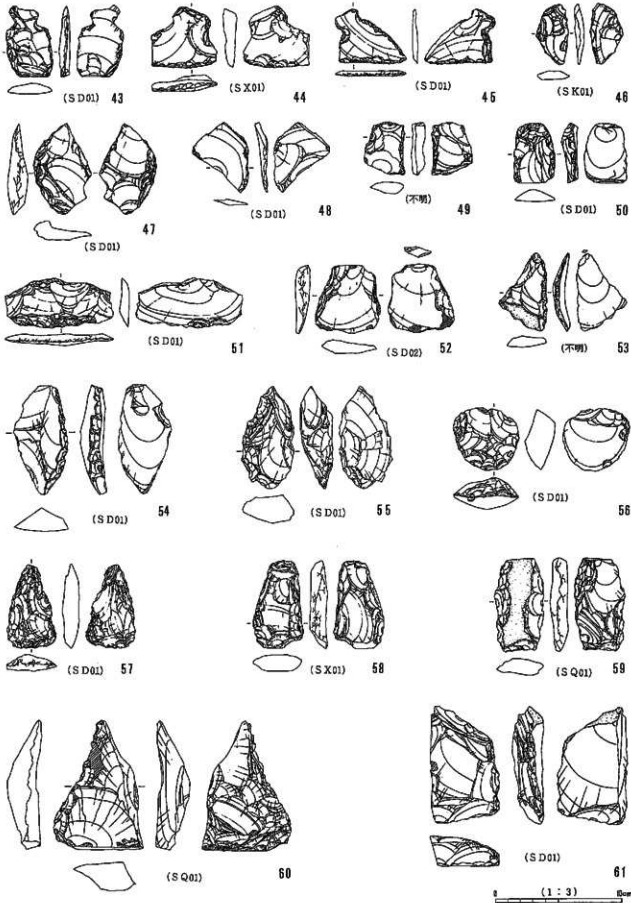 (SD01) 43
(SX01) 44
(SD01) 45
(SK01) 46
(SD01) 47
(SD01) 48
(不明) 49
(SD01) 50
(SD01) 51
(SD02) 52
(不明) 53
(SD01) 54
(SD01) 55
(SD01) 56
(SD01) 57
(SX01) 58
(SQ01) 59
(SQ01) 60
(SD01) 61
0 (1:3) 10cm